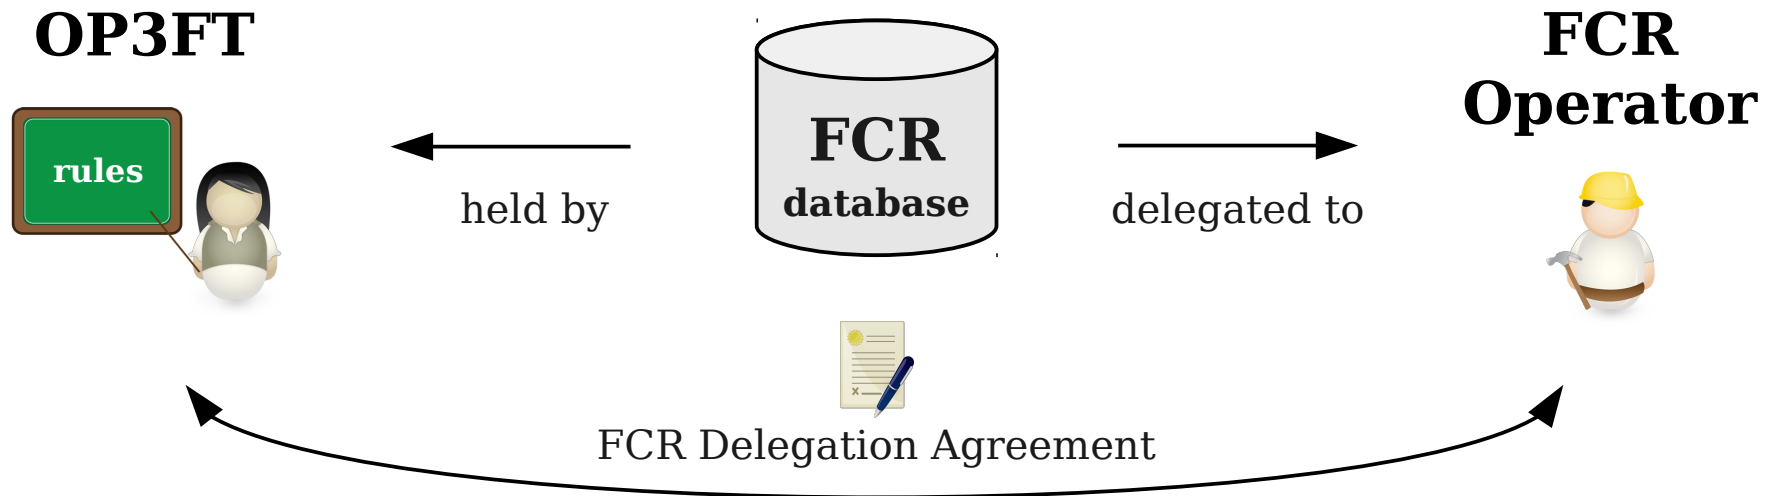 OP3FT
rules
held by
FCR
database
delegated to
FCR
Operator
x
FCR Delegation Agreement